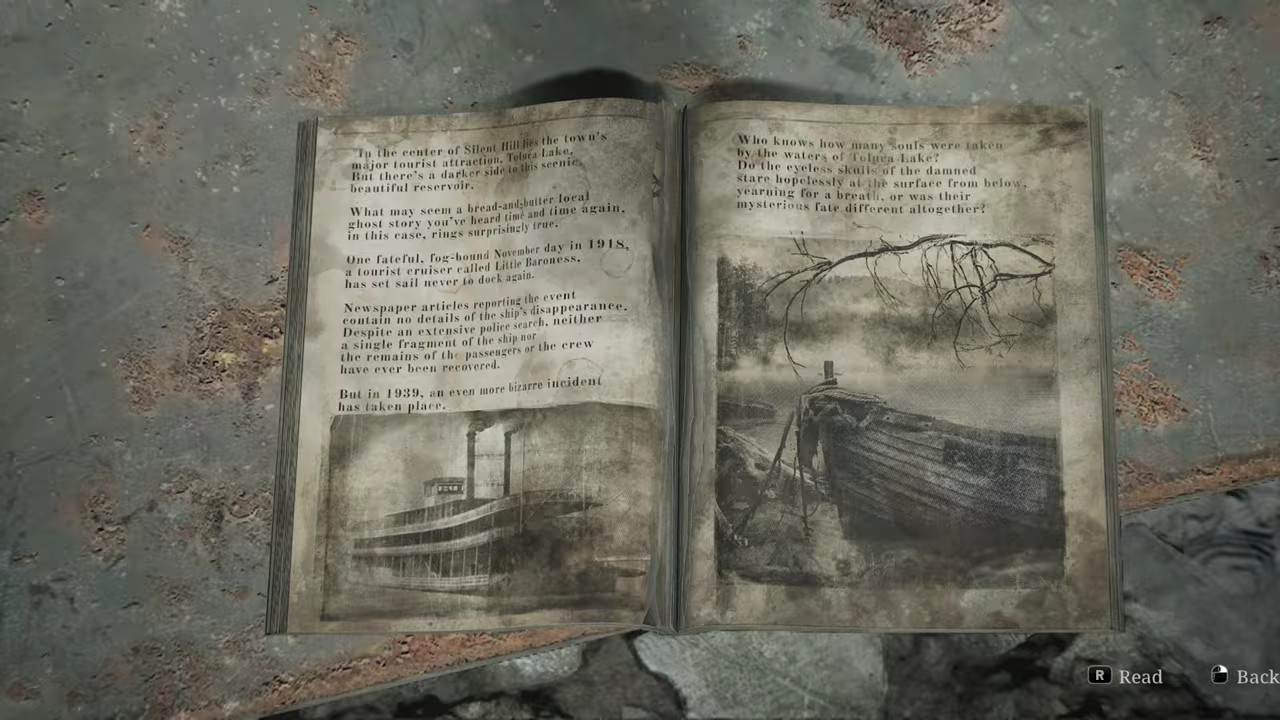 In the center of Silent Hill lies the town's
major tourist attraction, Toluca Lake.
But there's a darker side to this scenic,
beautiful reservoir.
What may seem a bread-and-butter local
ghost story you've heard time and time again,
in this case, rings surprisingly true.
One fateful, fog-bound November day in 1918,
a tourist cruiser called Little Baroness,
has set sail never to dock again.
Newspaper articles reporting the event
contain no details of the ship's disappearance.
Despite an extensive police search, neither
a single fragment of the ship nor
the remains of the passengers or the crew
have ever been recovered.
But in 1939, an even more bizarre incident
has taken place.
Who knows how many souls were taken
by the waters of Toluca Lake?
Do the eyeless skulls of the damned
stare hopelessly at the surface from below,
yearning for a breath, or was their
mysterious fate different altogether?
R Read
Back